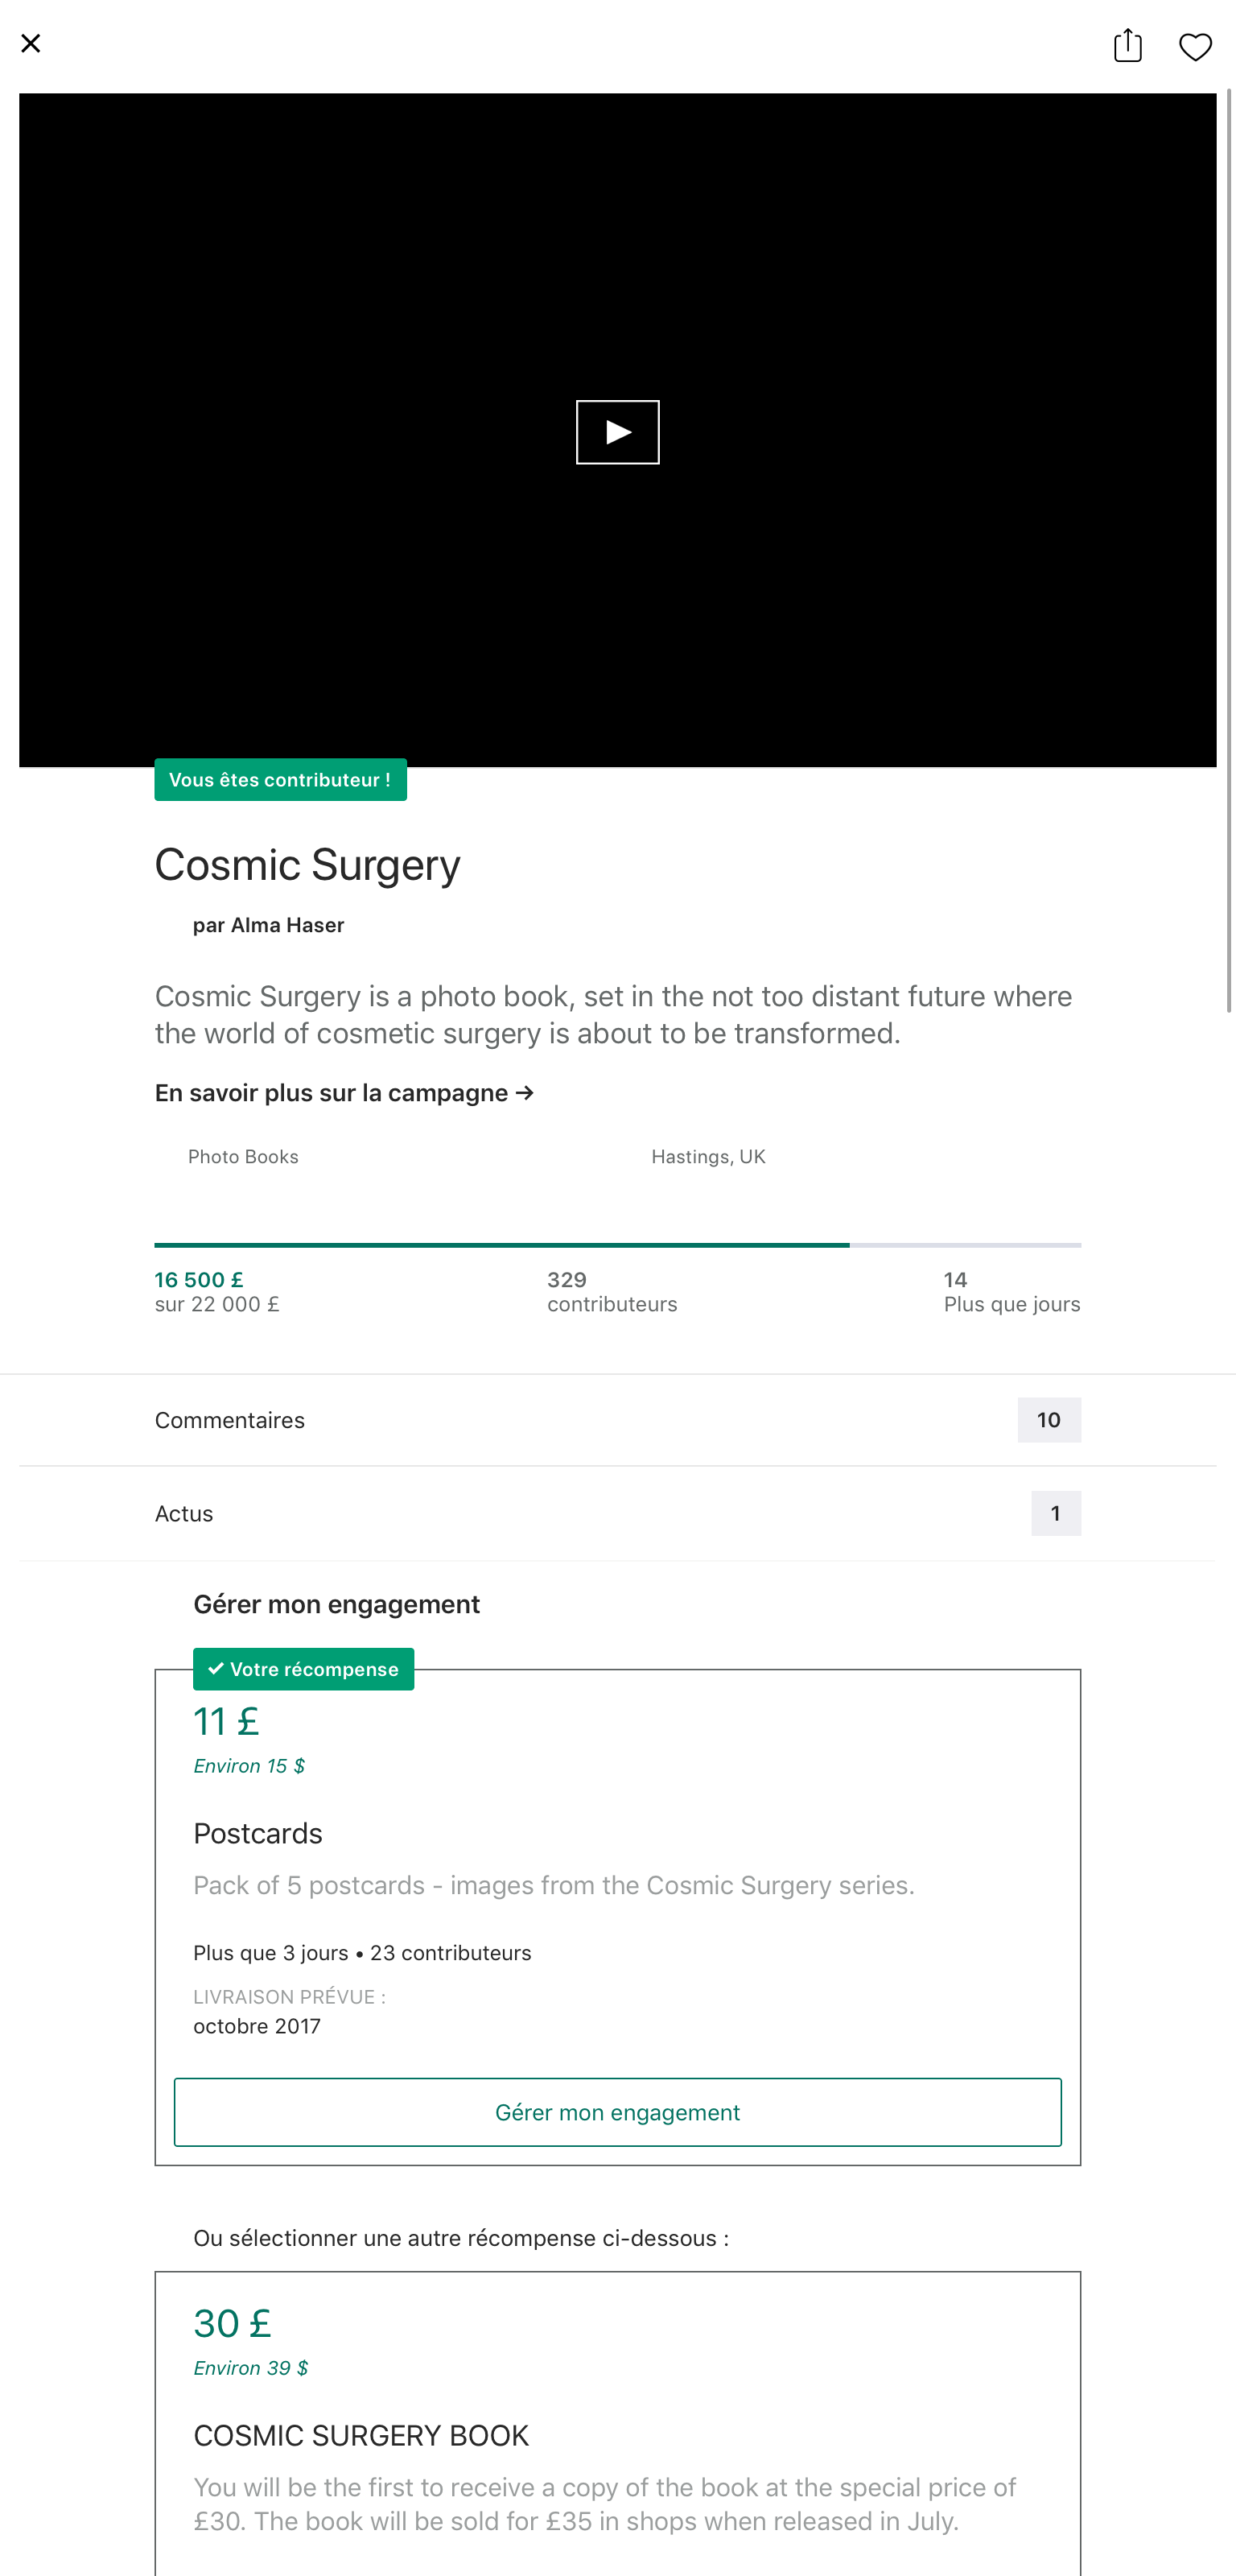 Vous êtes contributeur !
Cosmic Surgery
par Alma Haser
Cosmic Surgery is a photo book, set in the not too distant future where
the world of cosmetic surgery is about to be transformed.
En savoir plus sur la campagne →
Photo Books
Hastings, UK
16 500 £
sur 22 000 £
329
contributeurs
14
Plus que jours
Commentaires
10
Actus
1
Gérer mon engagement
✓ Votre récompense
11 £
Environ 15 $
Postcards
Pack of 5 postcards - images from the Cosmic Surgery series.
Plus que 3 jours • 23 contributeurs
LIVRAISON PRÉVUE :
octobre 2017
Gérer mon engagement
Ou sélectionner une autre récompense ci-dessous :
30 £
Environ 39 $
COSMIC SURGERY BOOK
You will be the first to receive a copy of the book at the special price of
£30. The book will be sold for £35 in shops when released in July.